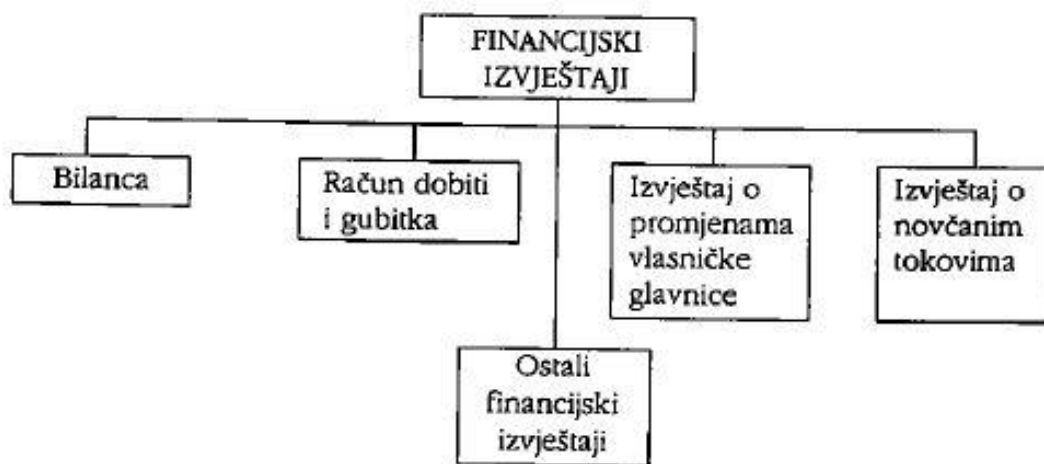 FINANCIJSKI
IZVJEŠTAJI
Bilanca
Račun dobiti
i gubitka
Izvještaj o
promjenama
vlasničke
glavnice
Izvještaj o
novčanim
tokovima
Ostali
financijski
izvještaji